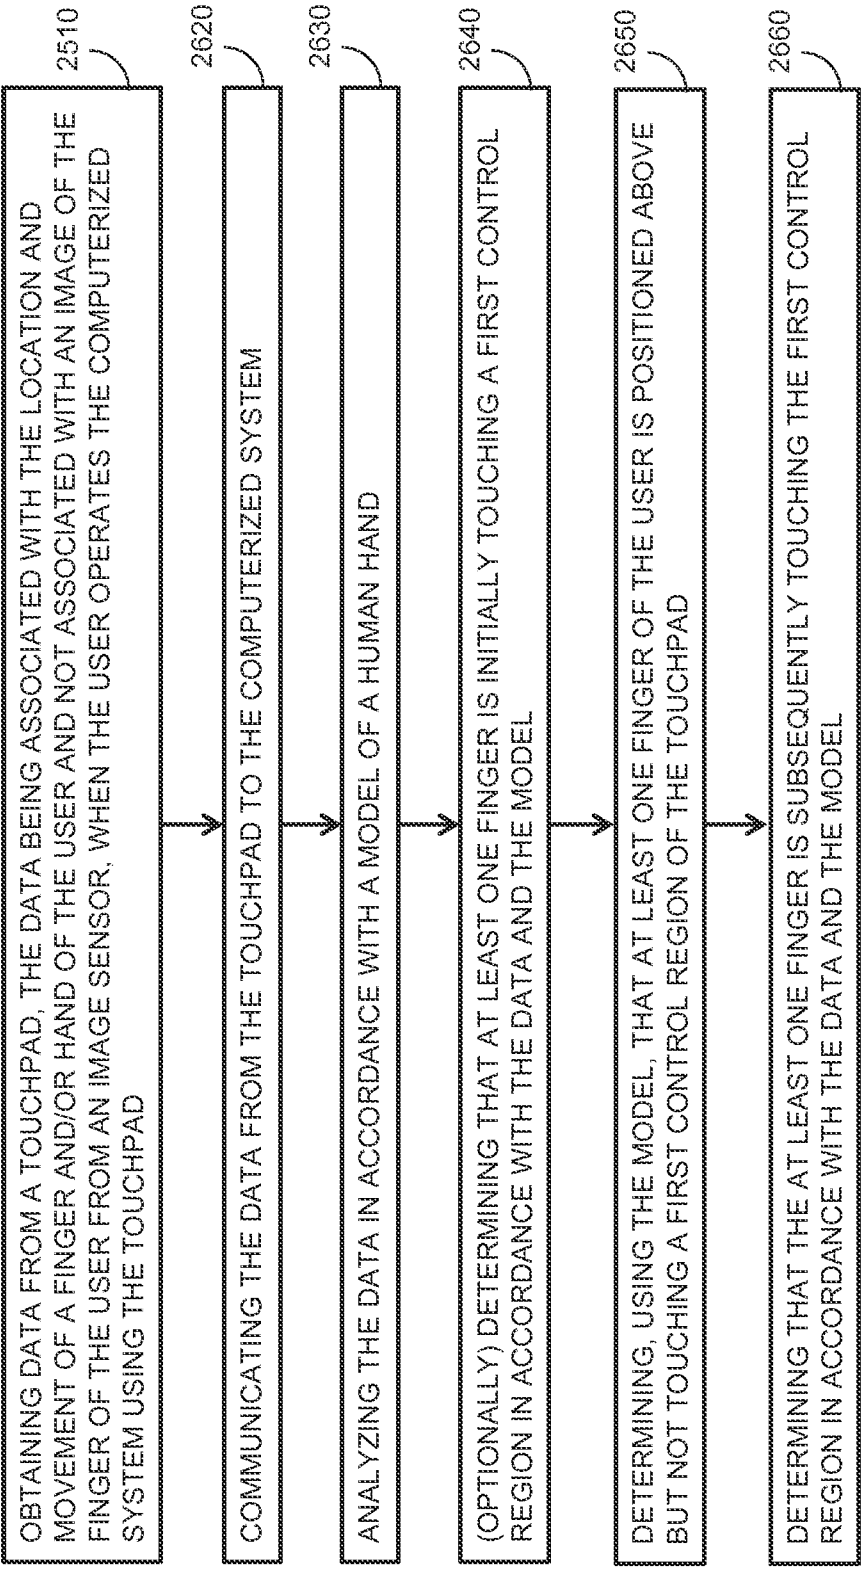 2510
OBTAINING DATA FROM A TOUCHPAD, THE DATA BEING ASSOCIATED WITH THE LOCATION AND
MOVEMENT OF A FINGER AND/OR HAND OF THE USER AND NOT ASSOCIATED WITH AN IMAGE OF THE
FINGER OF THE USER FROM AN IMAGE SENSOR, WHEN THE USER OPERATES THE COMPUTERIZED
SYSTEM USING THE TOUCHPAD
2620
COMMUNICATING THE DATA FROM THE TOUCHPAD TO THE COMPUTERIZED SYSTEM
2630
ANALYZING THE DATA IN ACCORDANCE WITH A MODEL OF A HUMAN HAND
2640
(OPTIONALLY) DETERMINING THAT AT LEAST ONE FINGER IS INITIALLY TOUCHING A FIRST CONTROL
REGION IN ACCORDANCE WITH THE DATA AND THE MODEL
2650
DETERMINING, USING THE MODEL, THAT AT LEAST ONE FINGER OF THE USER IS POSITIONED ABOVE
BUT NOT TOUCHING A FIRST CONTROL REGION OF THE TOUCHPAD
2660
DETERMINING THAT THE AT LEAST ONE FINGER IS SUBSEQUENTLY TOUCHING THE FIRST CONTROL
REGION IN ACCORDANCE WITH THE DATA AND THE MODEL